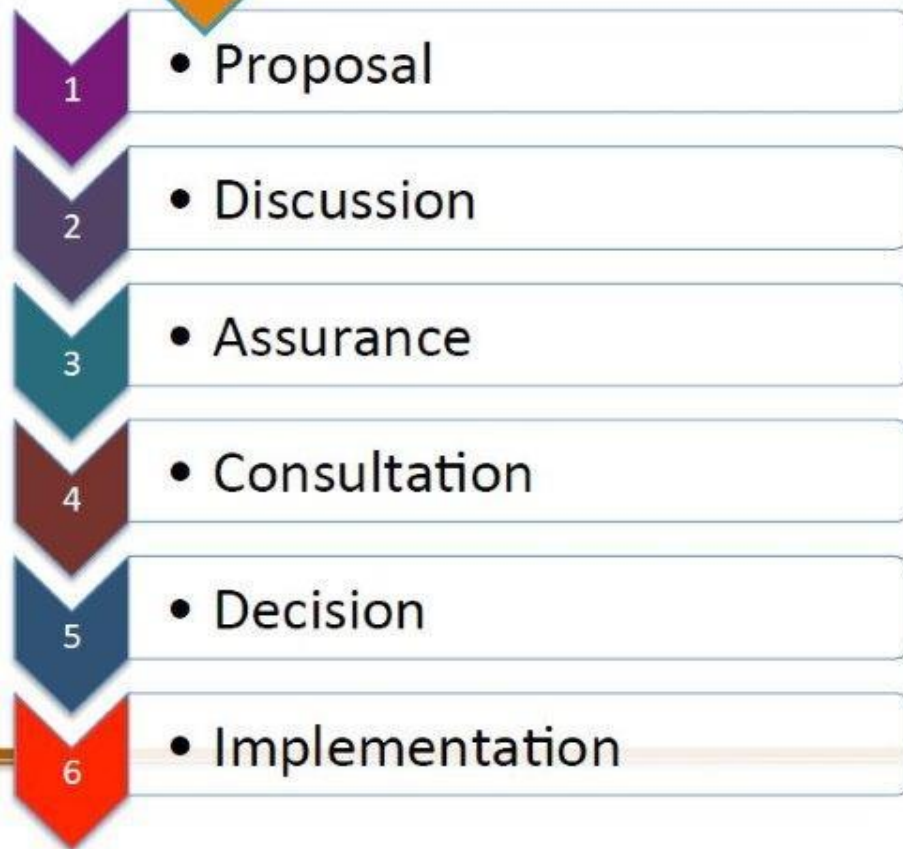 1 • Proposal
2 • Discussion
3 • Assurance
4 • Consultation
5 • Decision
6 • Implementation